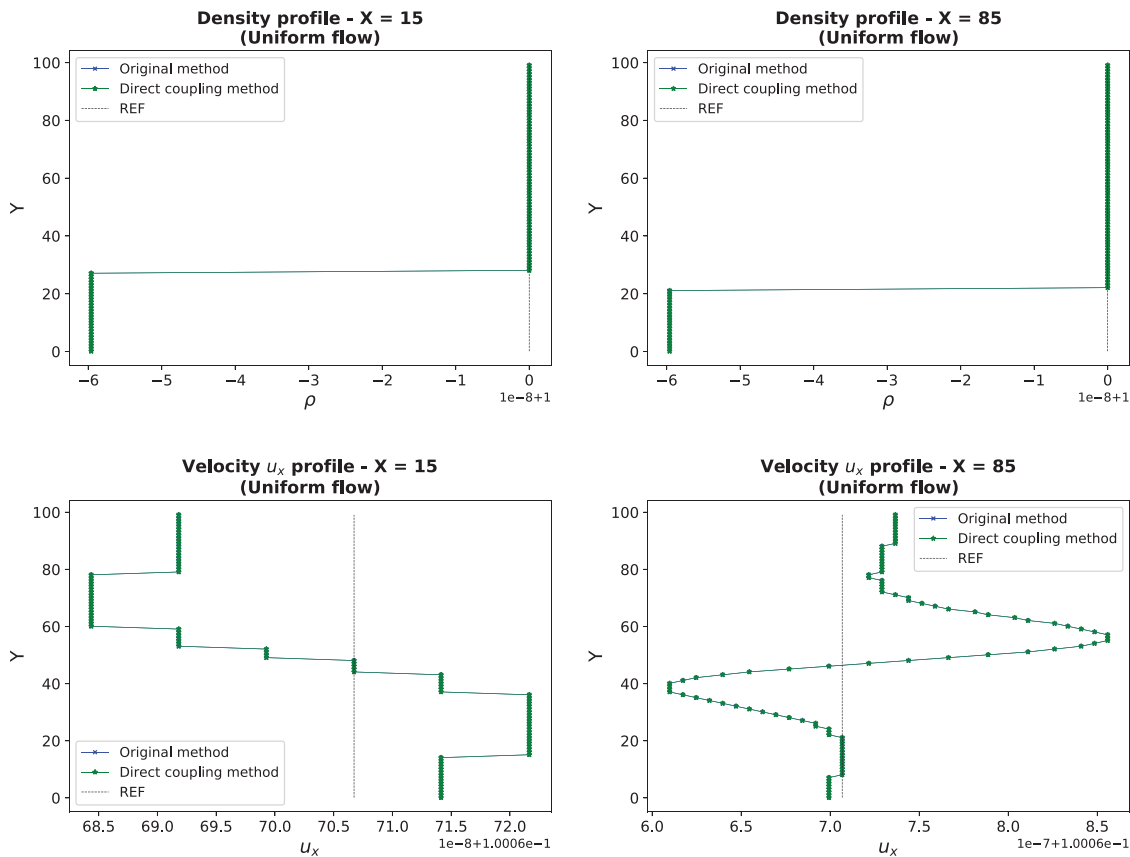 Density profile - X = 15
(Uniform flow)
100
80
60
40
20
0
Y
Original method
Direct coupling method
REF
−6
−5
−4
−3
−2
−1
0
1e−8+1
ρ
Density profile - X = 85
(Uniform flow)
100
80
60
40
20
0
Y
Original method
Direct coupling method
REF
−6
−5
−4
−3
−2
−1
0
1e−8+1
ρ
Velocity uₓ profile - X = 15
(Uniform flow)
100
80
60
40
20
0
Y
Original method
Direct coupling method
REF
68.5
69.0
69.5
70.0
70.5
71.0
71.5
72.0
1e−8+1.0006e−1
uₓ
Velocity uₓ profile - X = 85
(Uniform flow)
100
80
60
40
20
0
Y
Original method
Direct coupling method
REF
6.0
6.5
7.0
7.5
8.0
8.5
1e−7+1.0006e−1
uₓ